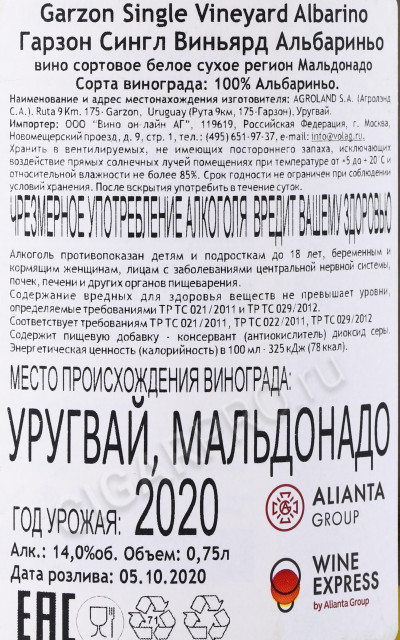 Garzon Single Vineyard Albarino
Гарзон Сингл Виньярд Альбариньо
вино сортовое белое сухое регион Мальдонадо
Сорта винограда: 100% Альбариньо.
Наименование и адрес местонахождения изготовителя: AGROLAND S.A. (Агролэнд
С.А.). Ruta 9 Km. 175- Garzon, Uruguay (Рута 9км, 175-Гарзон), Уругвай.
Импортер: ООО "Вино он-лайн АГ", 119619, Российская Федерация, г. Москва,
Новомещерский проезд, д. 9, стр. 1, тел.: (495) 651-97-37, e-mail: info@volag.ru.
Хранить в вентилируемых, не имеющих постороннего запаха, исключающих
воздействие прямых солнечных лучей помещениях при температуре от +5 до + 20˚С и
относительной влажности не более 85%. Срок годности не ограничен при соблюдении
условий хранения. После вскрытия употребить в течение суток.
ЧРЕЗМЕРНОЕ УПОТРЕБЛЕНИЕ АЛКОГОЛЯ ВРЕДИТ ВАШЕМУ ЗДОРОВЬЮ
Алкоголь противопоказан детям и подросткам до 18 лет, беременным и
кормящим женщинам, лицам с заболеваниями центральной нервной системы,
почек, печени и других органов пищеварения.
Содержание вредных для здоровья веществ не превышает уровни,
определяемые требованиями ТР ТС 021/2011 и ТР ТС 029/2012.
Соответствует требованиям ТР ТС 021/2011, ТР ТС 022/2011, ТР ТС 029/2012
Содержит пищевую добавку - консервант (антиокислитель) диоксид серы.
Энергетическая ценность (калорийность) в 100 мл - 325 кДж (78 ккал).
МЕСТО ПРОИСХОЖДЕНИЯ ВИНОГРАДА:
УРУГВАЙ, МАЛЬДОНАДО
ГОД УРОЖАЯ: 2020
Алк.: 14,0%об. Объем: 0,75л
Дата розлива: 05.10.2020
ALIANTA
GROUP
WINE
EXPRESS
by Alianta Group
EAC
71